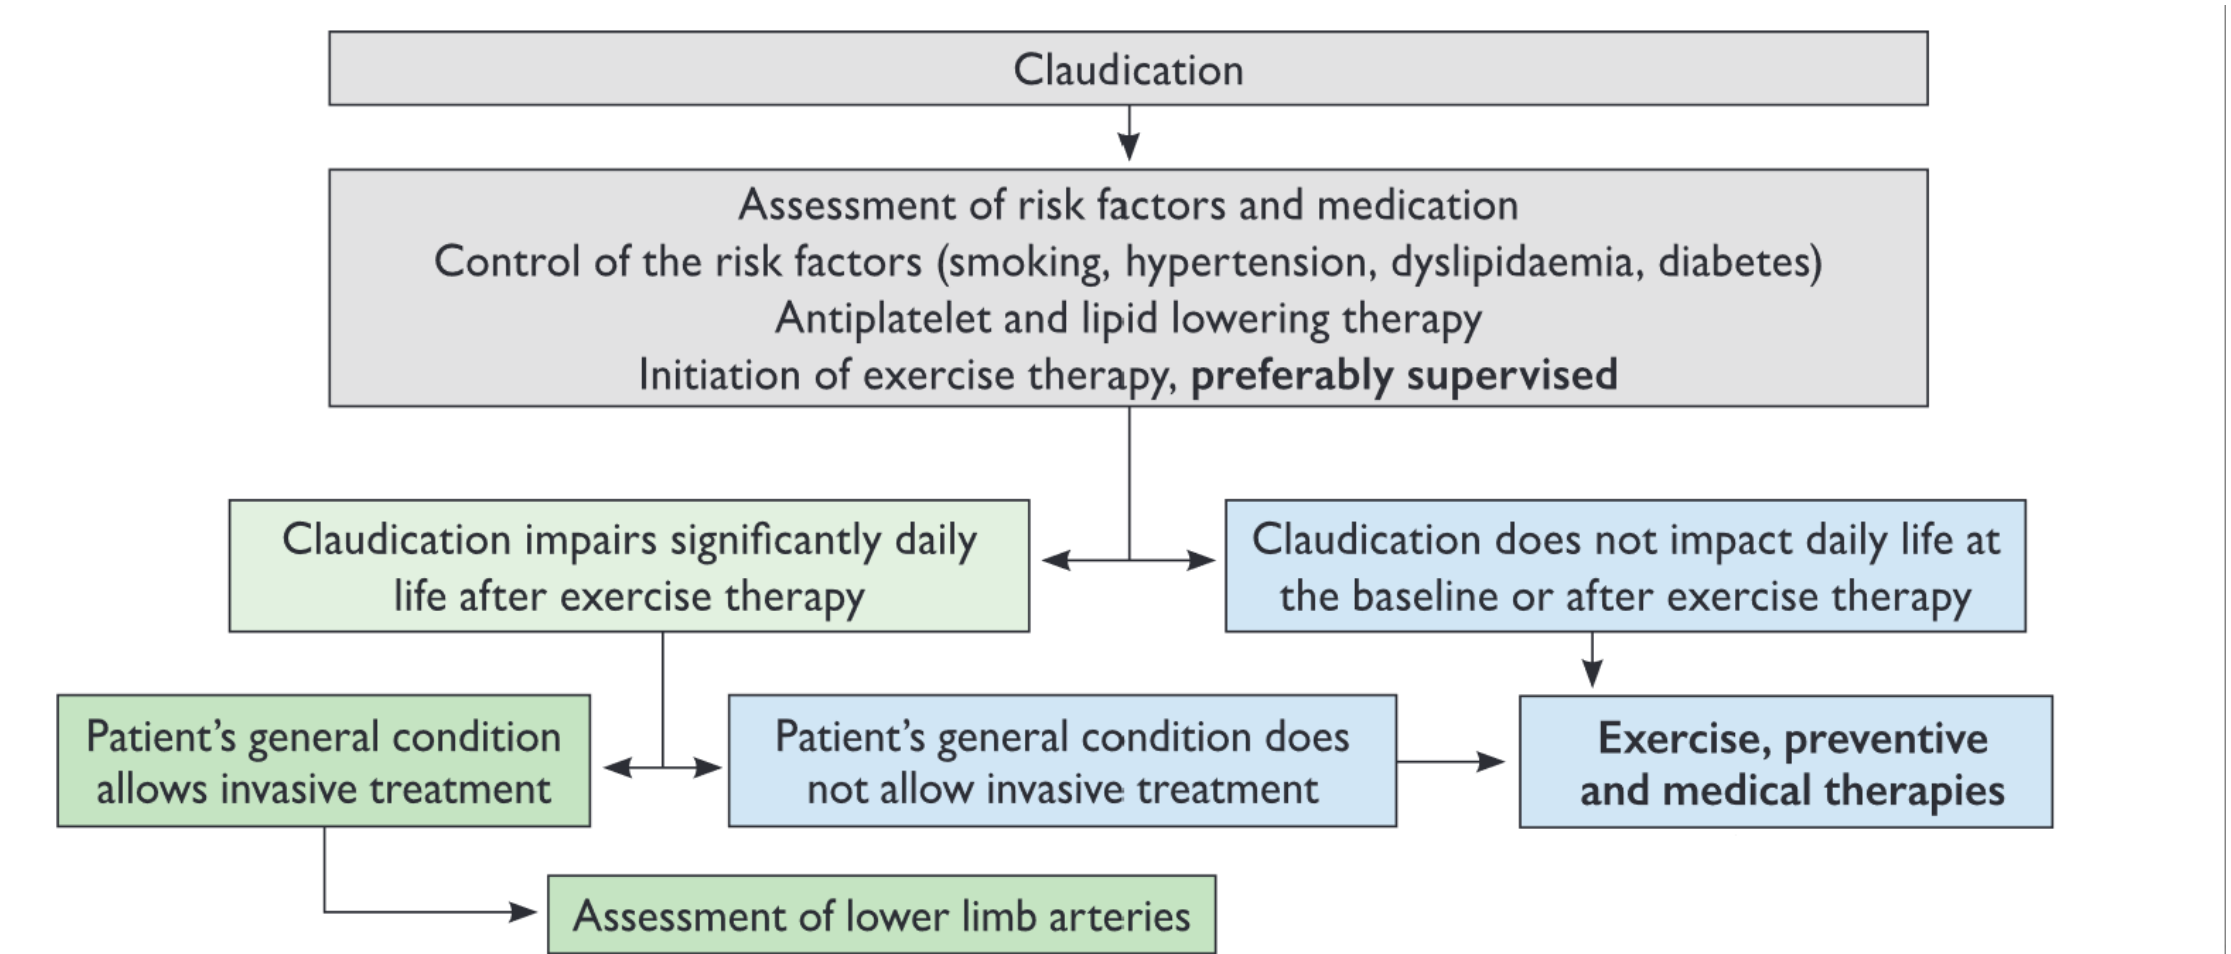 Claudication
Assessment of risk factors and medication
Control of the risk factors (smoking, hypertension, dyslipidaemia, diabetes)
Antiplatelet and lipid lowering therapy
Initiation of exercise therapy, preferably supervised
Claudication impairs significantly daily
life after exercise therapy
Claudication does not impact daily life at
the baseline or after exercise therapy
Patient’s general condition
allows invasive treatment
Patient’s general condition does
not allow invasive treatment
Exercise, preventive
and medical therapies
Assessment of lower limb arteries